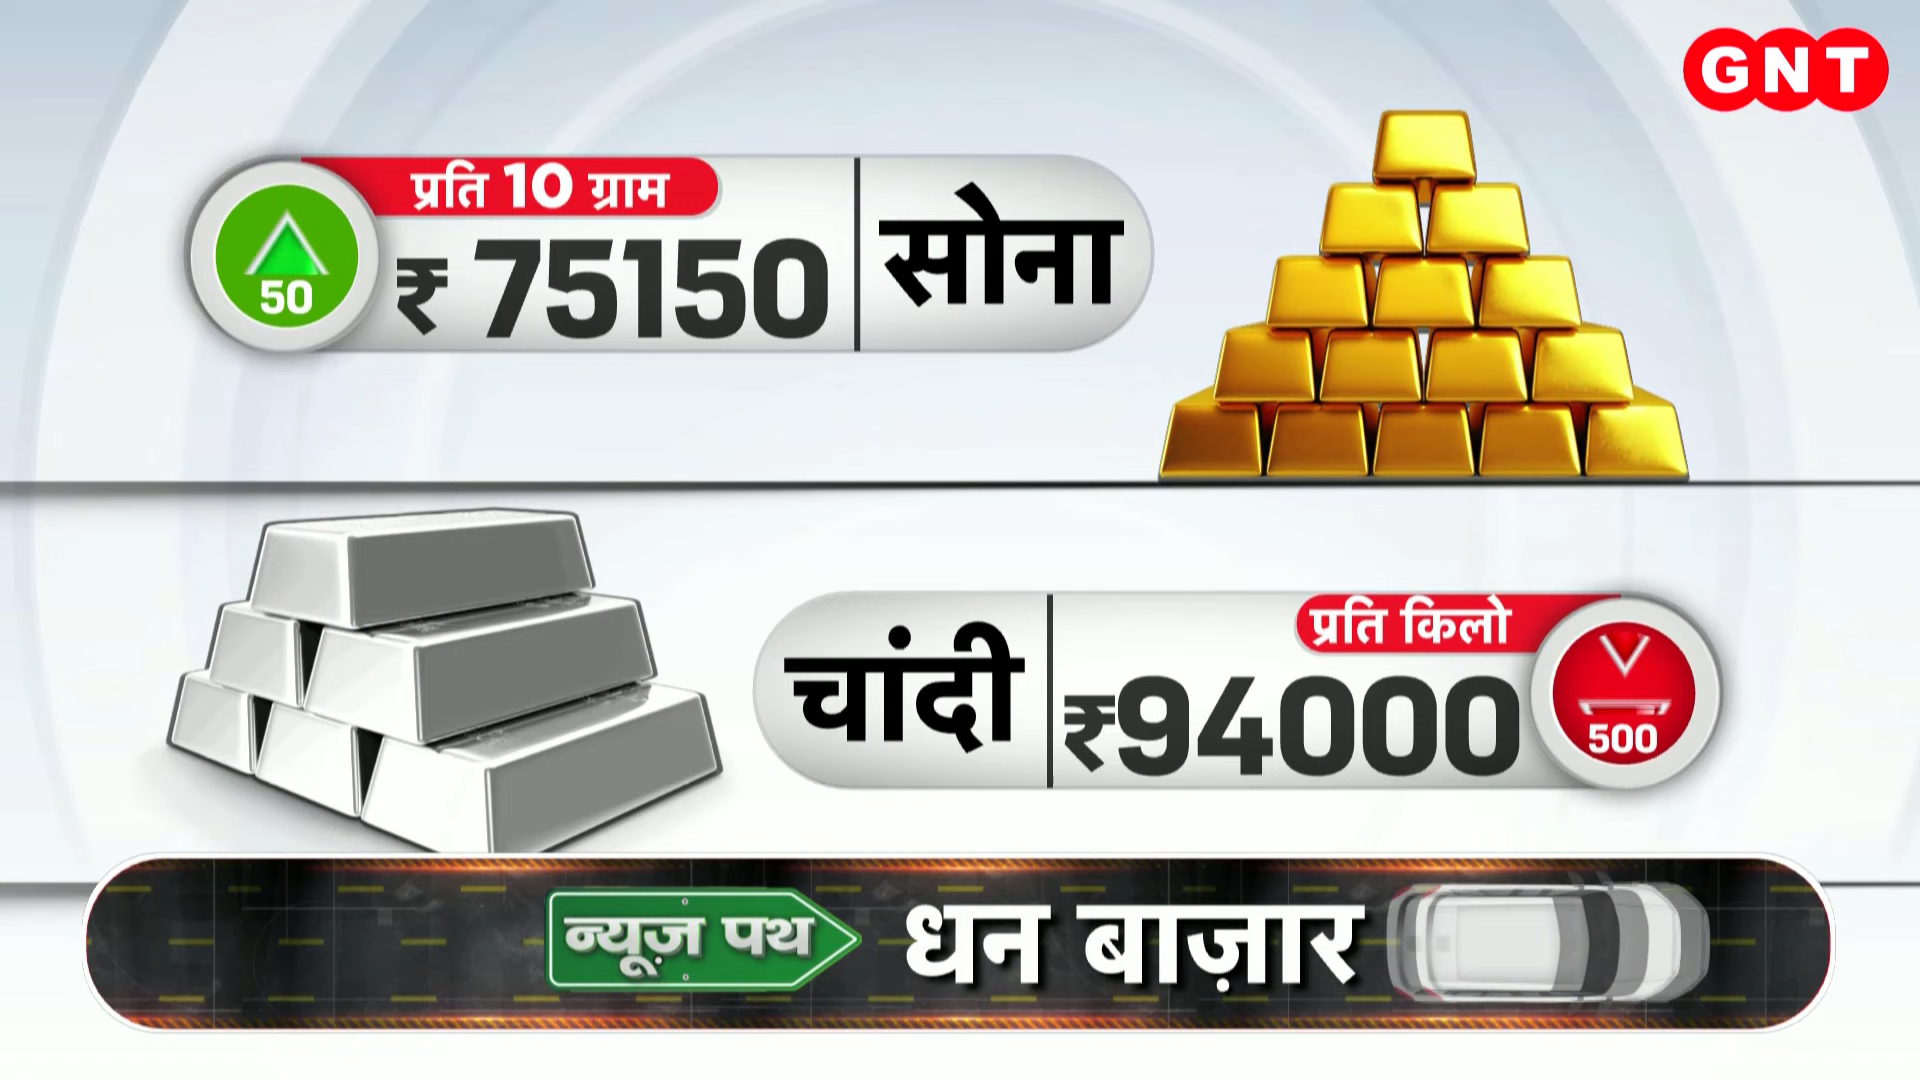 GNT
प्रति 10 ग्राम
50
₹ 75150
सोना
चांदी
प्रति किलो
₹94000
500
न्यूज़ पथ
धन बाज़ार